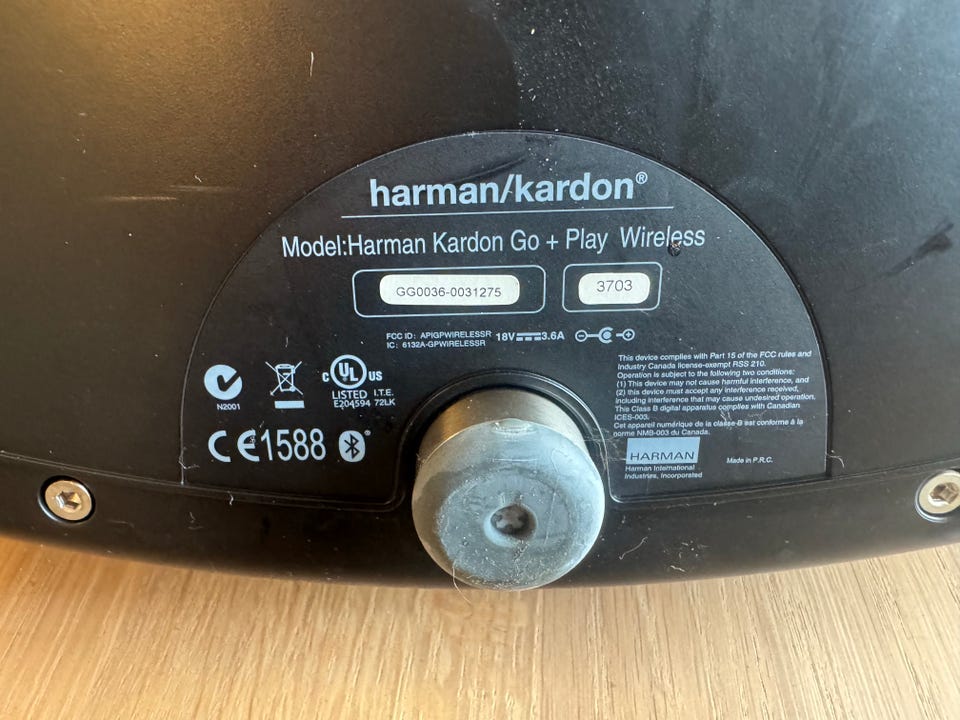 harman/kardon®
Model:Harman Kardon Go + Play Wireless
GG0036-0031275
3703
FCC ID: APIGPWIRELESSR
IC: 6132A-GPWIRELESSR
18V 3.6A
N2001
C UL US
LISTED I.T.E.
E204594 72LK
CE1588
This device complies with Part 15 of the FCC rules and
Industry Canada license-exempt RSS 210.
Operation is subject to the following two conditions:
(1) This device may not cause harmful interference, and
(2) this device must accept any interference received,
including interference that may cause undesired operation.
This Class B digital apparatus complies with Canadian
ICES-003.
Cet appareil numérique de la classe B est conforme à la
norme NMB-003 du Canada.
HARMAN
Harman International
Industries, Incorporated
Made in P.R.C.